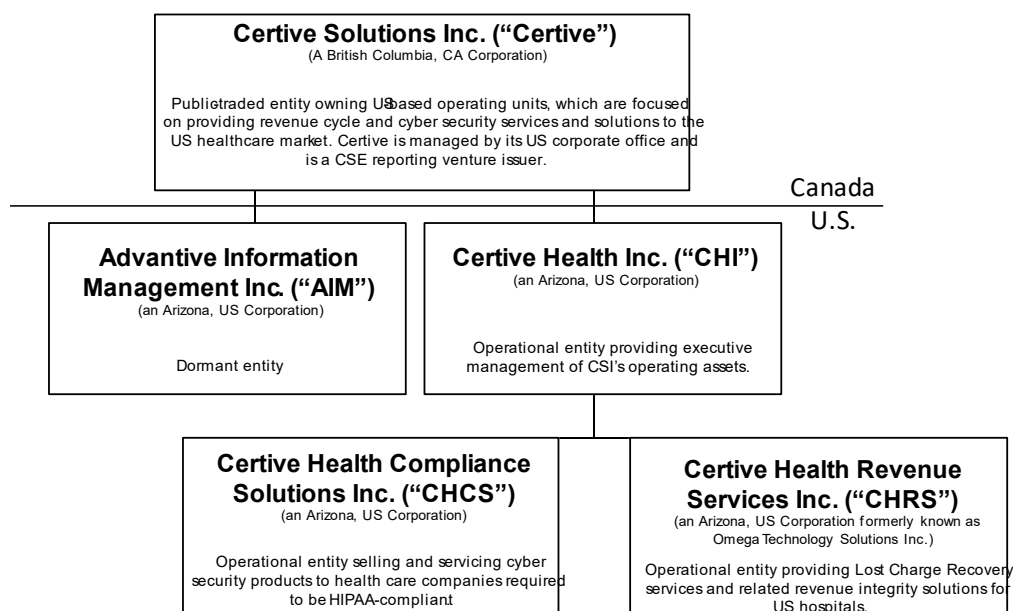 Certive Solutions Inc. (“Certive”)
(A British Columbia, CA Corporation)
Public-traded entity owning US-based operating units, which are focused
on providing revenue cycle and cyber security services and solutions to the
US healthcare market. Certive is managed by its US corporate office and
is a CSE reporting venture issuer.
Canada
U.S.
Advantive Information
Management Inc. (“AIM”)
(an Arizona, US Corporation)
Dormant entity
Certive Health Inc. (“CHI”)
(an Arizona, US Corporation)
Operational entity providing executive
management of CSI’s operating assets.
Certive Health Compliance
Solutions Inc. (“CHCS”)
(an Arizona, US Corporation)
Operational entity selling and servicing cyber
security products to health care companies required
to be HIPAA-compliant.
Certive Health Revenue
Services Inc. (“CHRS”)
(an Arizona, US Corporation formerly known as
Omega Technology Solutions Inc.)
Operational entity providing Lost Charge Recovery
services and related revenue integrity solutions for
US hospitals.